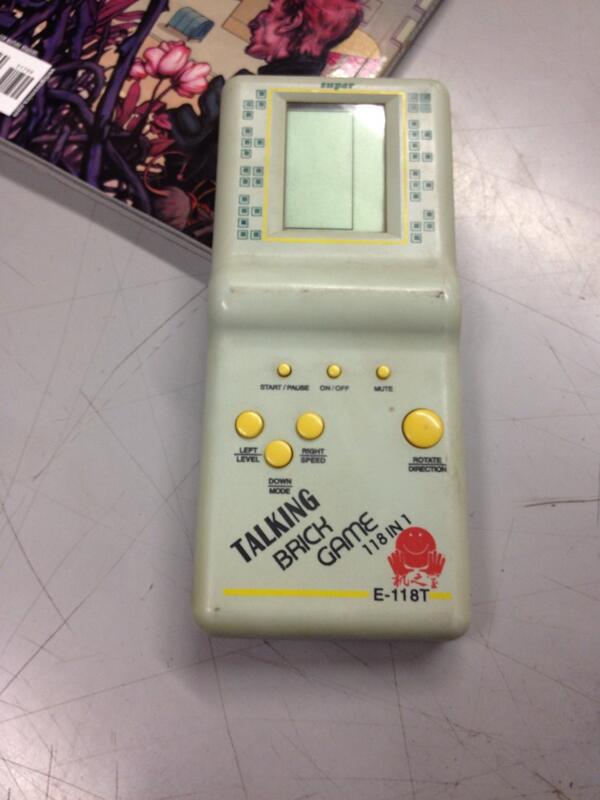 super
START / PAUSE
ON / OFF
MUTE
LEFT
LEVEL
RIGHT
SPEED
DOWN
MODE
ROTATE
DIRECTION
TALKING
BRICK
GAME
118 IN 1
E-118T